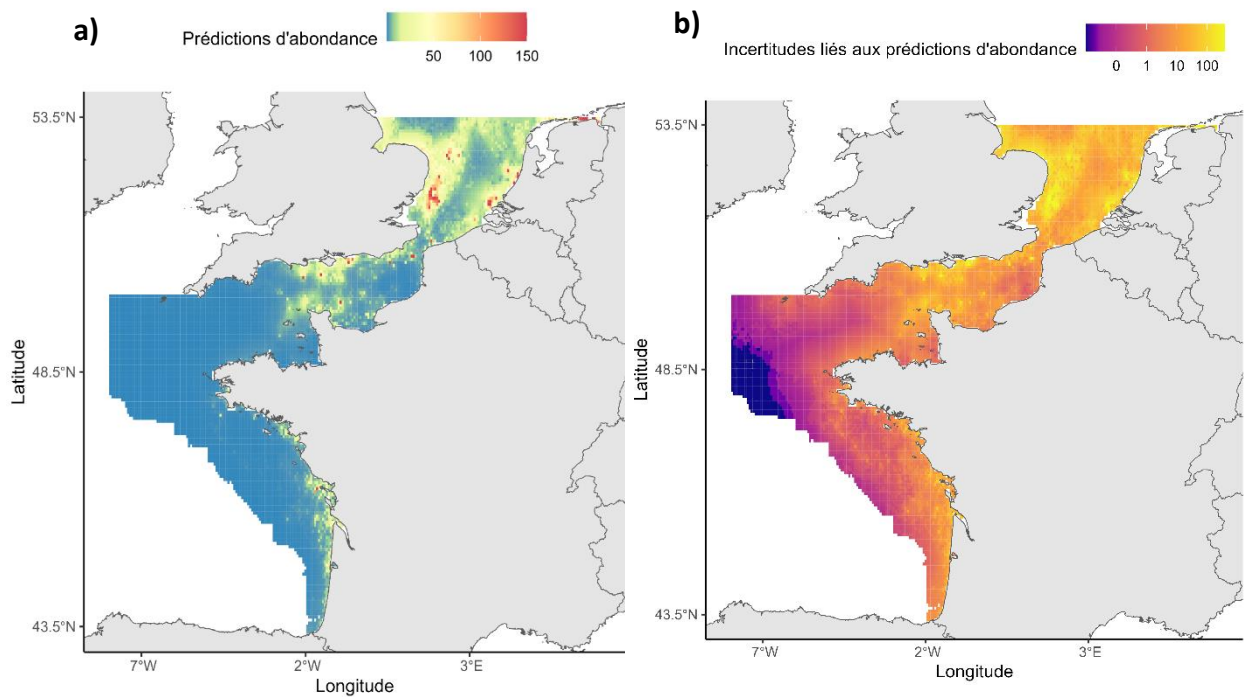 a)
Prédictions d'abondance
50 100 150
53.5°N
48.5°N
43.5°N
Latitude
7°W 2°W 3°E
Longitude
b)
Incertitudes liés aux prédictions d'abondance
0 1 10 100
53.5°N
48.5°N
43.5°N
Latitude
7°W 2°W 3°E
Longitude